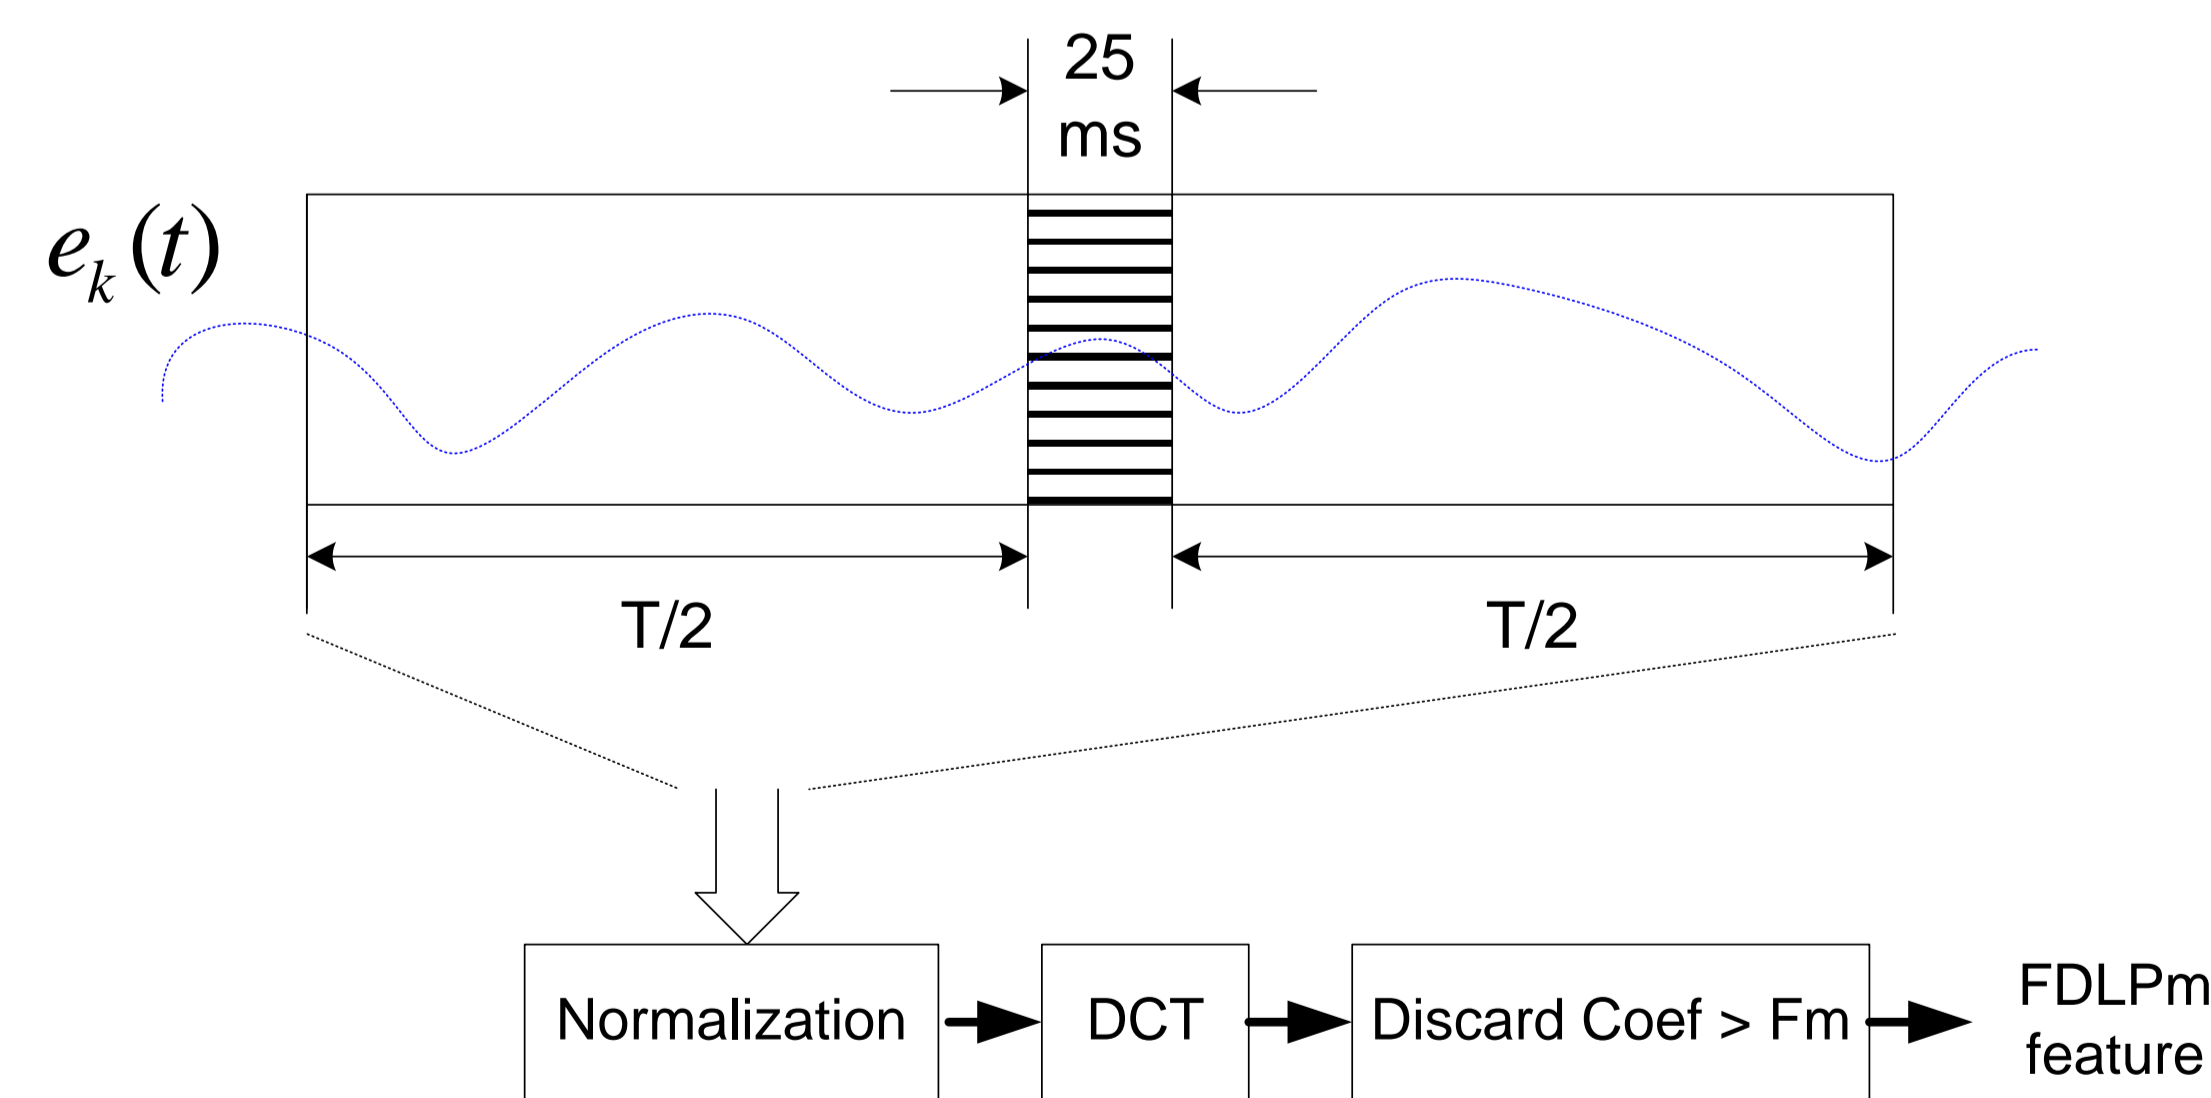 25
ms
e_k(t)
T/2
T/2
Normalization
DCT
Discard Coef > Fm
FDLPm
feature